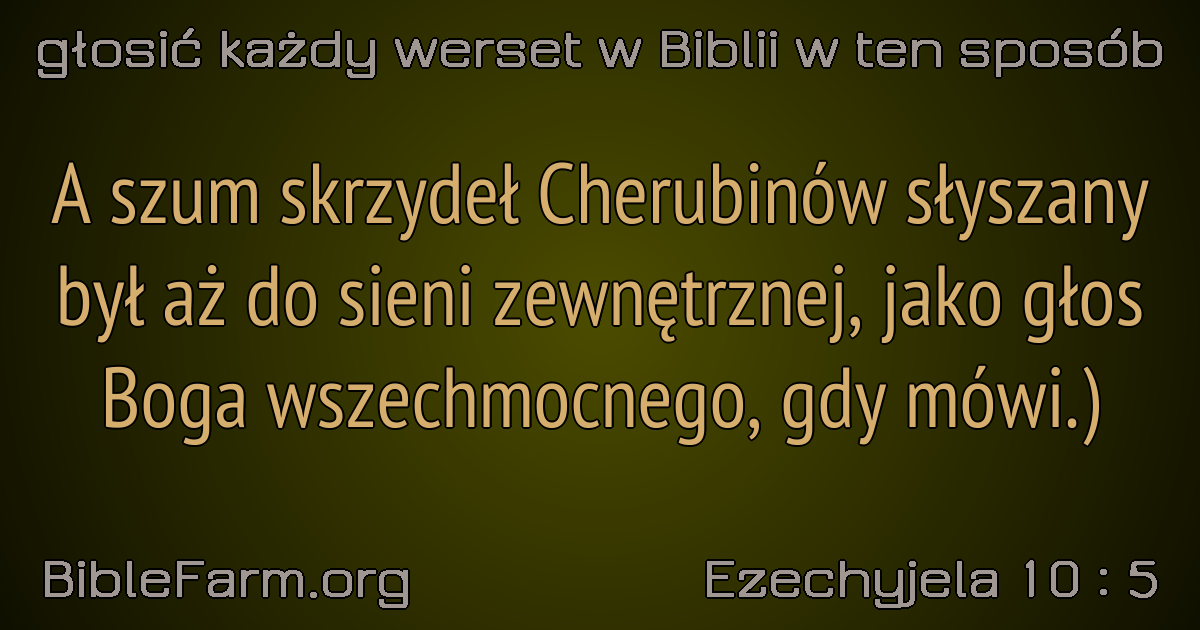 głosić każdy werset w Biblii w ten sposób
A szum skrzydeł Cherubinów słyszany
był aż do sieni zewnętrznej, jako głos
Boga wszechmocnego, gdy mówi.)
BibleFarm.org
Ezechyjela 10 : 5